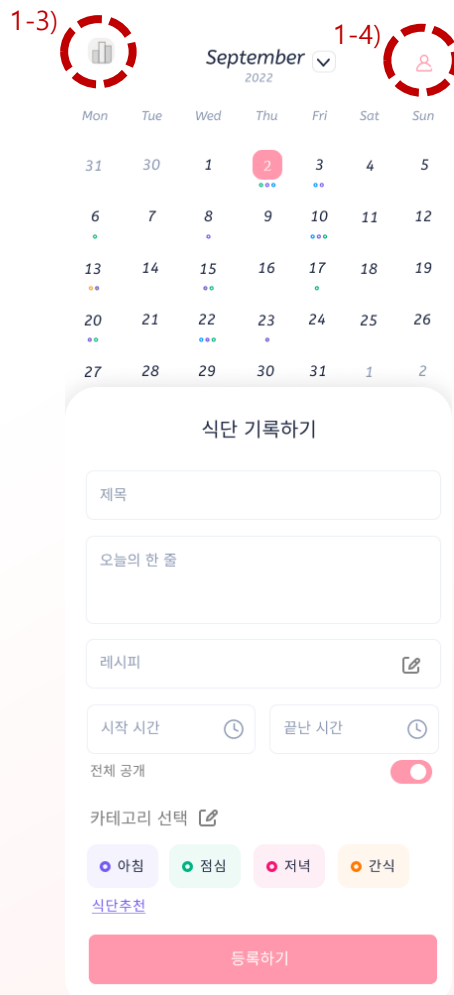 1-3)
1-4)
September
2022
Mon Tue Wed Thu Fri Sat Sun
31 30 1 2 3 4 5
6 7 8 9 10 11 12
13 14 15 16 17 18 19
20 21 22 23 24 25 26
27 28 29 30 31 1 2
식단 기록하기
제목
오늘의 한 줄
레시피
시작 시간 끝난 시간
전체 공개
카테고리 선택
아침 점심 저녁 간식
식단추천
등록하기